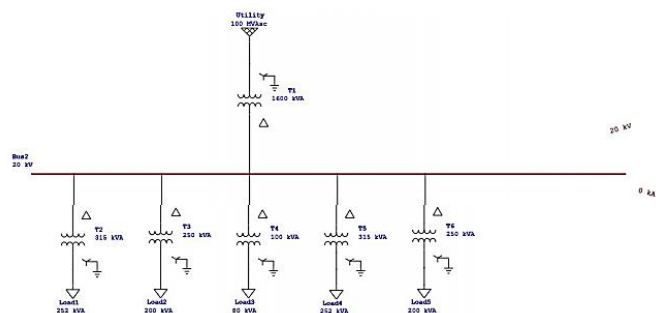 Utility
100 MVAsc
T1
1600 kVA
20 kV
Bus2
20 kV
0 kA
T2
315 kVA
T3
250 kVA
T4
100 kVA
T5
315 kVA
T6
250 kVA
Load1
252 kVA
Load2
200 kVA
Load3
80 kVA
Load4
252 kVA
Load5
200 kVA